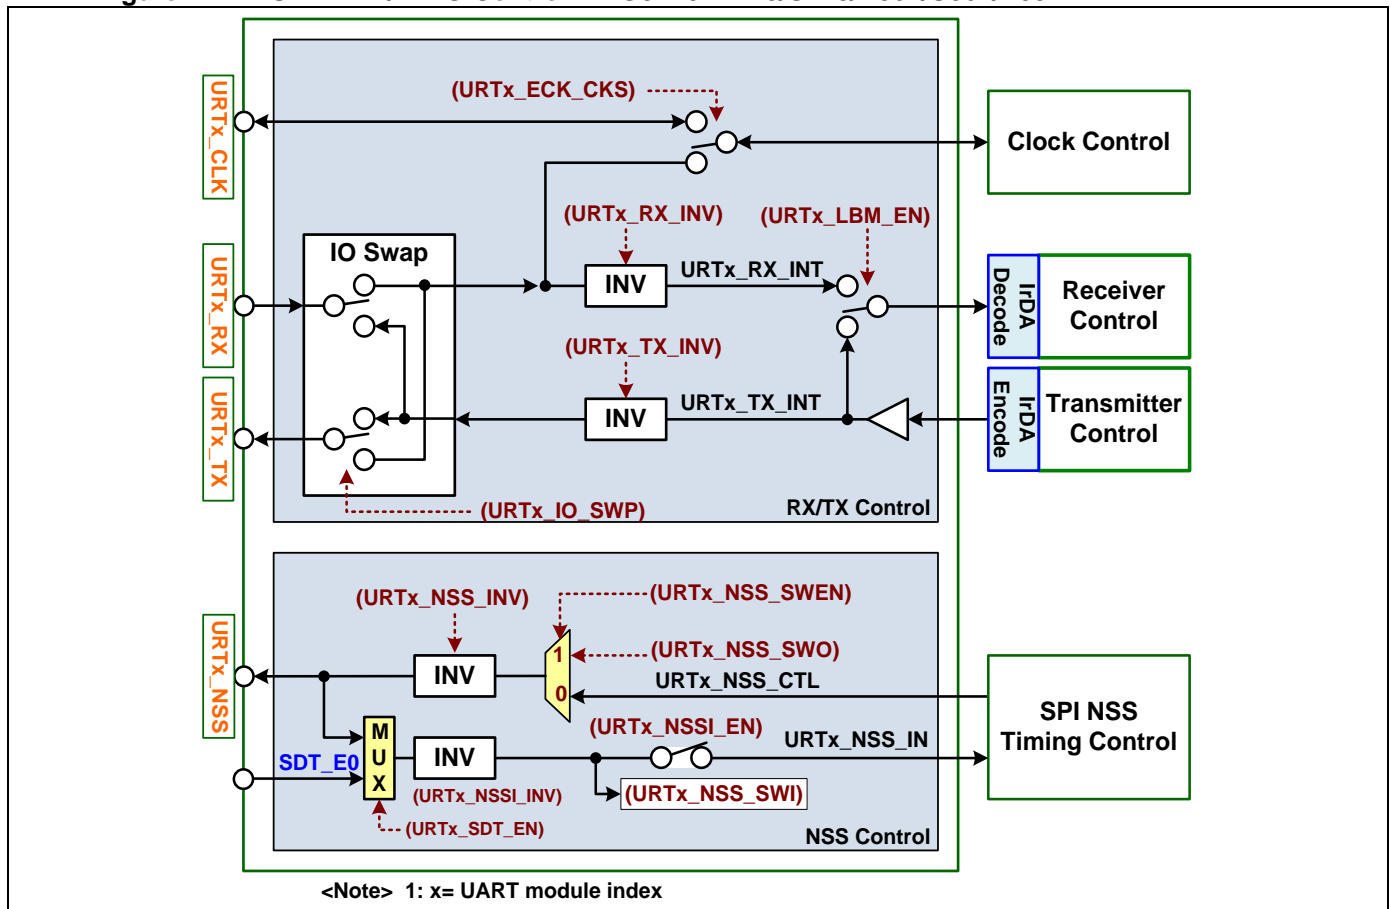 URTx_CLK
(URTx_ECK_CKS)
Clock Control
(URTx_RX_INV)
(URTx_LBM_EN)
IO Swap
INV
URTx_RX_INT
URTx_RX
IrDA
Decode
Receiver
Control
(URTx_TX_INV)
INV
URTx_TX_INT
URTx_TX
IrDA
Encode
Transmitter
Control
(URTx_IO_SWP)
RX/TX Control
(URTx_NSS_INV)
(URTx_NSS_SWEN)
URTx_NSS
INV
1
0
(URTx_NSS_SWO)
URTx_NSS_CTL
SPI NSS
Timing Control
(URTx_NSSI_EN)
URTx_NSS_IN
SDT_E0
MUX
INV
(URTx_NSSI_INV)
(URTx_NSS_SWI)
(URTx_SDT_EN)
NSS Control
<Note> 1: x= UART module index